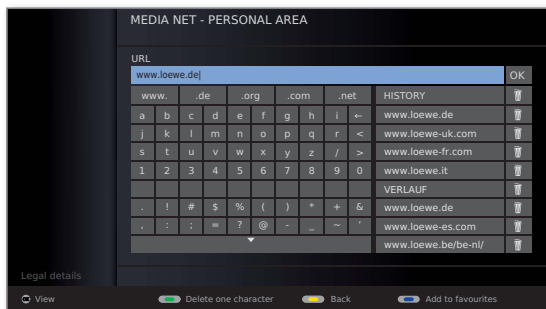 MEDIA NET - PERSONAL AREA
URL
www.loewe.de
OK
www. .de .org .com .net HISTORY
a b c d e f g h i ← www.loewe.de
j k l m n o p q r < www.loewe-uk.com
s t u v w x y z / > www.loewe-fr.com
1 2 3 4 5 6 7 8 9 0 www.loewe.it
VERLAUF
. ! # $ % ( ) * + & www.loewe.de
, : ; = ? @ - _ ~ ' www.loewe-es.com
www.loewe.be/be-nl/
Legal details
View Delete one character Back Add to favourites